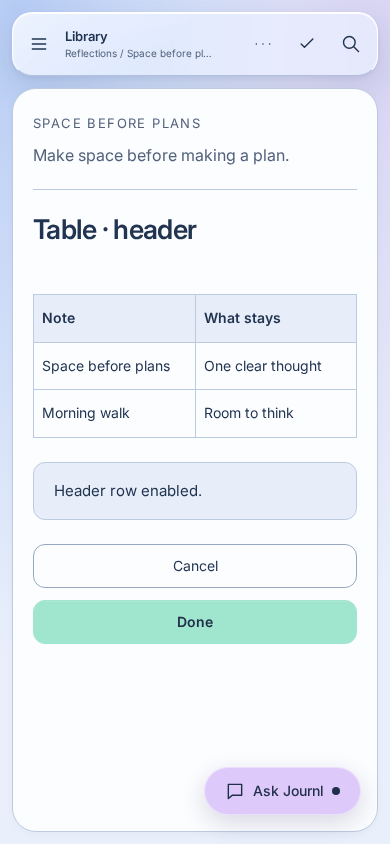 Library
Reflections / Space before pl...
SPACE BEFORE PLANS
Make space before making a plan.
Table · header
Note What stays
Space before plans One clear thought
Morning walk Room to think
Header row enabled.
Cancel
Done
Ask Journl